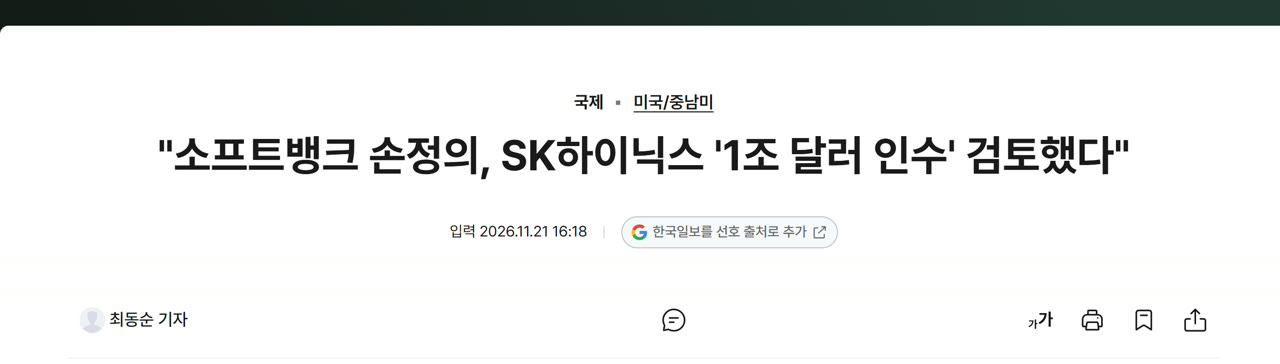 국제 ▪ 미국/중남미
"소프트뱅크 손정의, SK하이닉스 '1조 달러 인수' 검토했다"
입력 2026.11.21 16:18 | 한국일보를 선호 출처로 추가
최동순 기자 가가